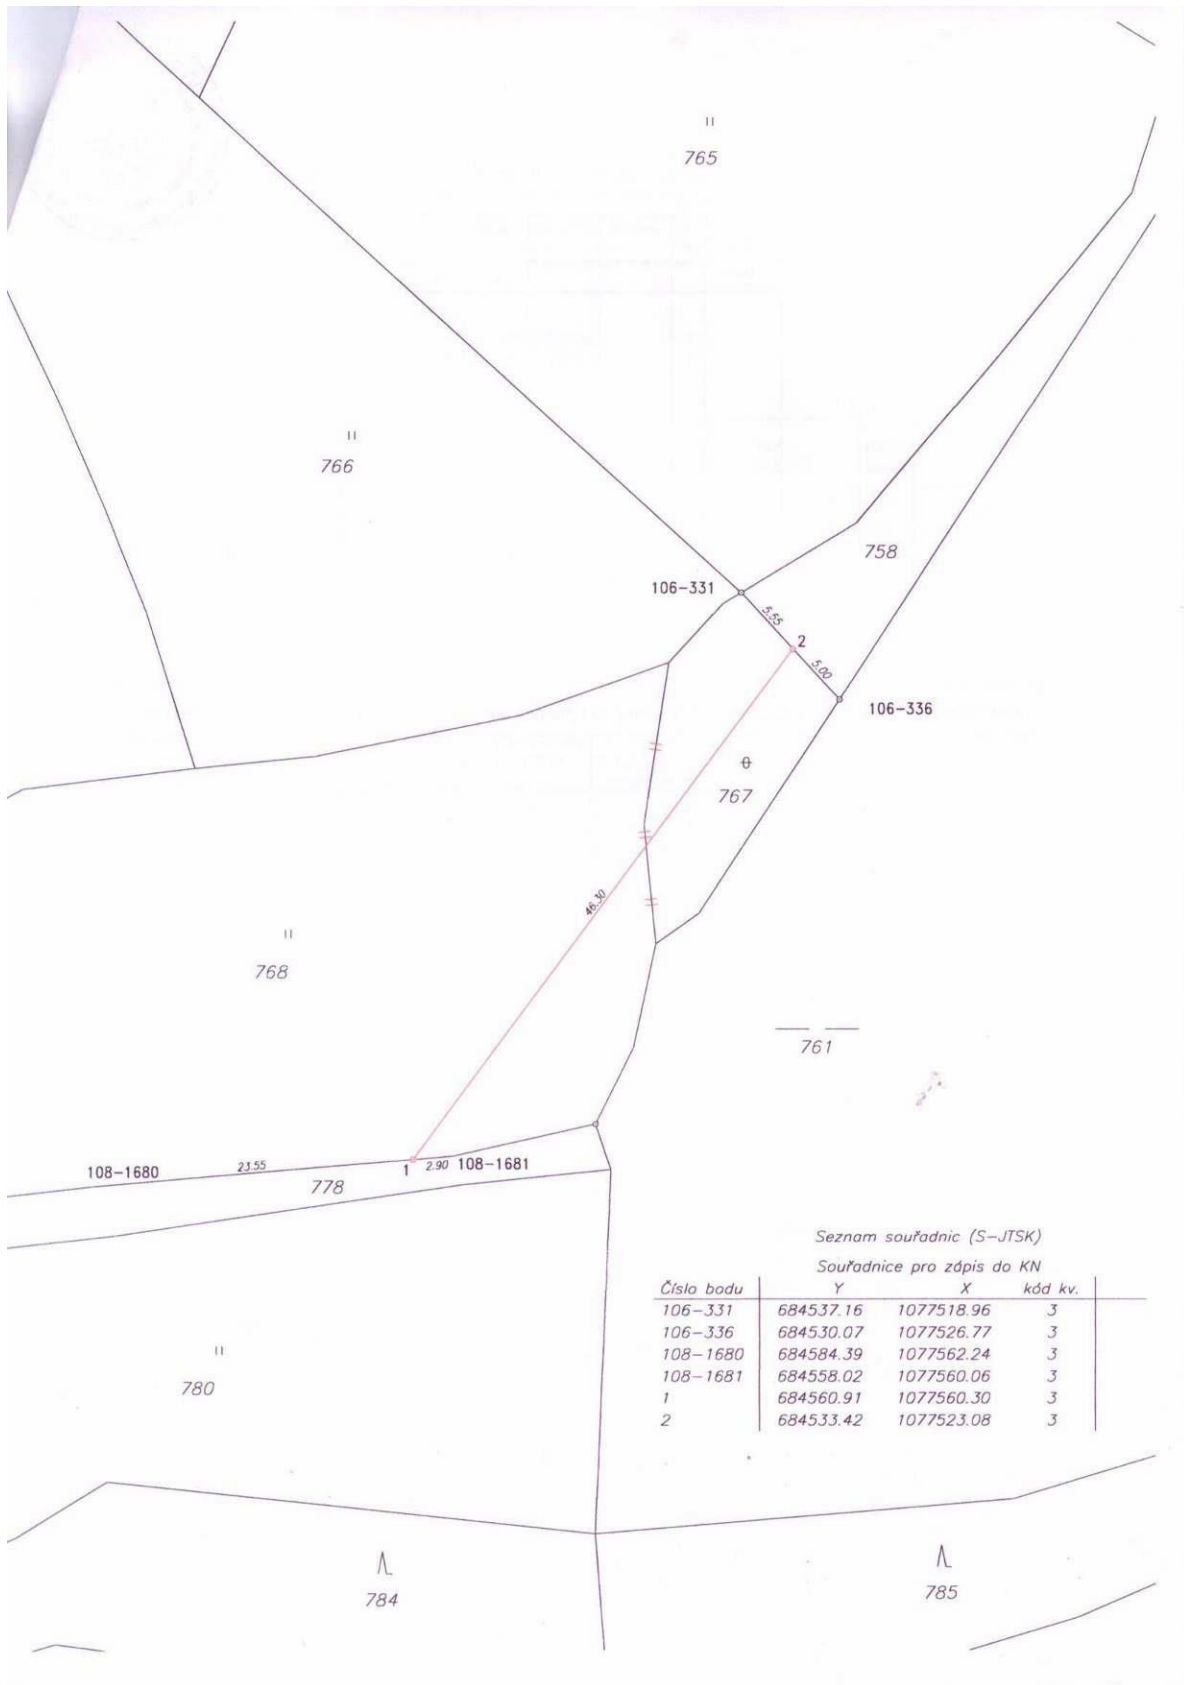 765
766
758
106-331
5.55
2
5.00
106-336
767
46.30
768
761
108-1680
23.55
1
2.90
108-1681
778
Seznam souřadnic (S-JTSK)
Souřadnice pro zápis do KN
Číslo bodu Y X kód kv.
106-331 684537.16 1077518.96 3
106-336 684530.07 1077526.77 3
108-1680 684584.39 1077562.24 3
108-1681 684558.02 1077560.06 3
1 684560.91 1077560.30 3
2 684533.42 1077523.08 3
780
784
785